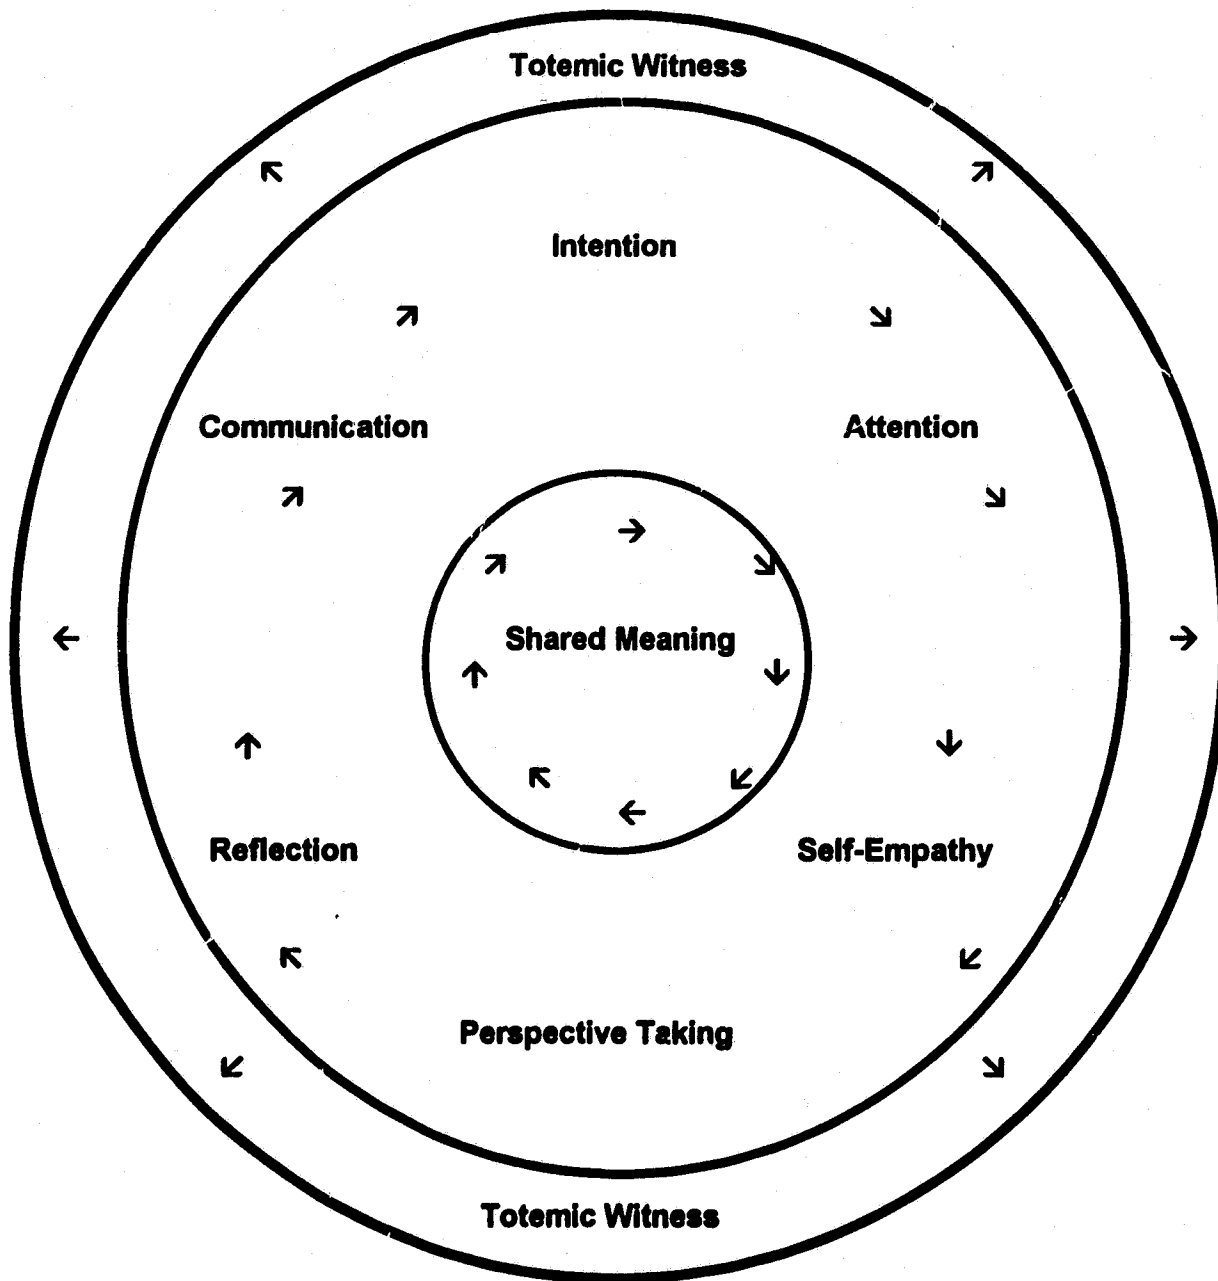 Totemic Witness
Intention
Communication
Attention
Shared Meaning
Reflection
Self-Empathy
Perspective Taking
Totemic Witness